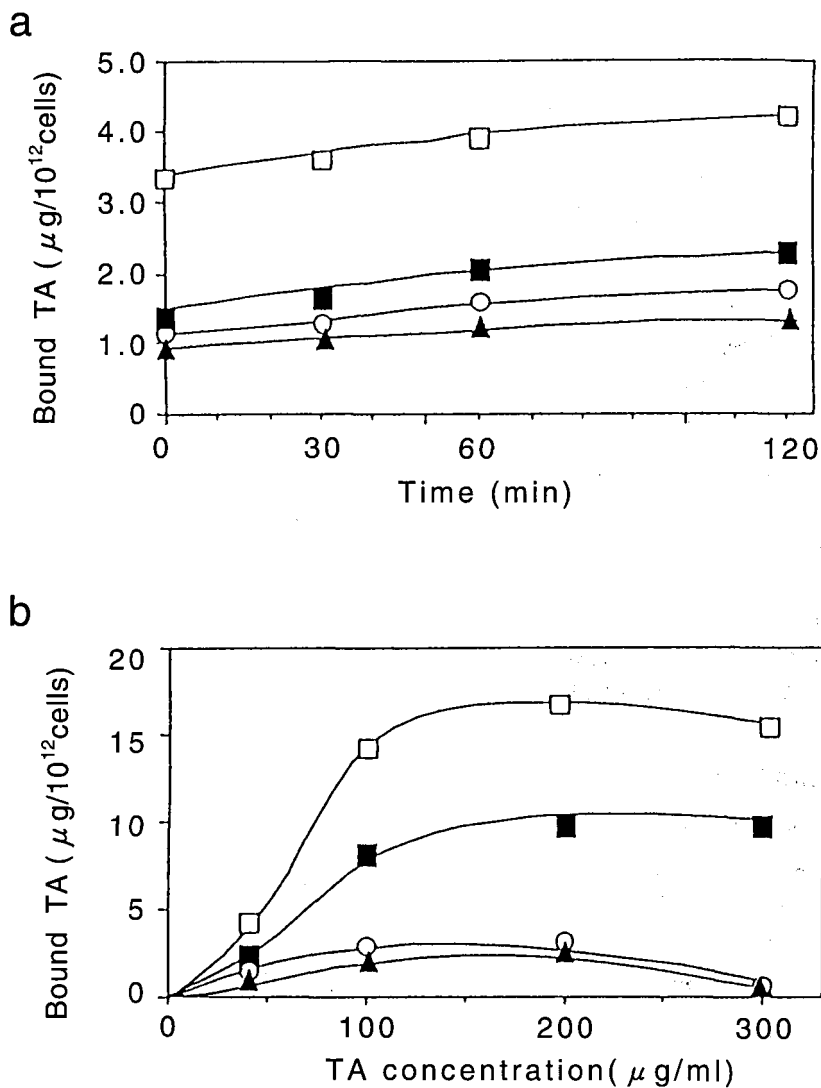 a
5.0
4.0
3.0
2.0
1.0
0
Bound TA ( μg/10¹²cells)
0 30 60 120
Time (min)
b
20
15
10
5
0
Bound TA ( μg/10¹²cells)
0 100 200 300
TA concentration( μg/ml)